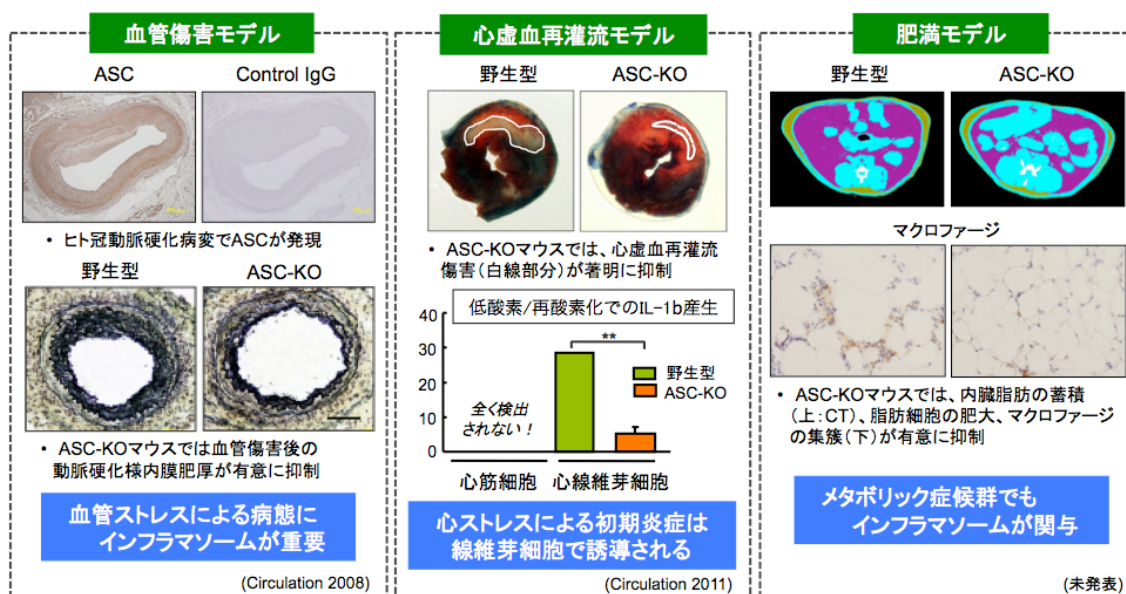 血管傷害モデル
ASC
Control IgG
・ ヒト冠動脈硬化病変でASCが発現
野生型
ASC-KO
・ ASC-KOマウスでは血管傷害後の
動脈硬化様内膜肥厚が有意に抑制
血管ストレスによる病態に
インフラマソームが重要
(Circulation 2008)
心虚血再灌流モデル
野生型
ASC-KO
・ ASC-KOマウスでは、心虚血再灌流
傷害(白線部分)が著明に抑制
低酸素/再酸素化でのIL-1b産生
**
30
20
10
0
野生型
ASC-KO
全く検出
されない!
心筋細胞
心線維芽細胞
心ストレスによる初期炎症は
線維芽細胞で誘導される
(Circulation 2011)
肥満モデル
野生型
ASC-KO
マクロファージ
・ ASC-KOマウスでは、内臓脂肪の蓄積
(上:CT)、脂肪細胞の肥大、マクロファージ
の集簇(下)が有意に抑制
メタボリック症候群でも
インフラマソームが関与
(未発表)